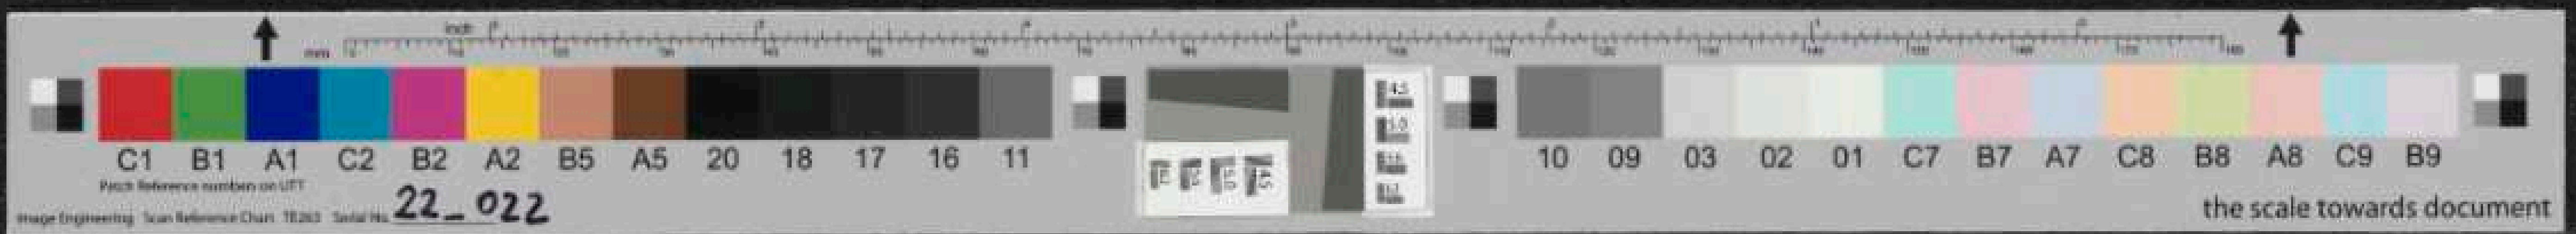 inch
mm
C1 B1 A1 C2 B2 A2 B5 A5 20 18 17 16 11 10 09 03 02 01 C7 B7 A7 C8 B8 A8 C9 B9
Patch Reference numbers on UTT
Image Engineering Scan Reference Chart TE263 Serial No. 22_022
the scale towards document